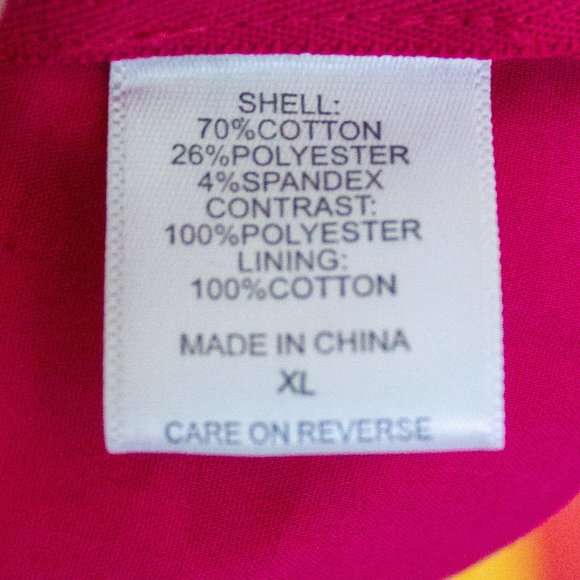 SHELL:
70%COTTON
26%POLYESTER
4%SPANDEX
CONTRAST:
100%POLYESTER
LINING:
100%COTTON
MADE IN CHINA
XL
CARE ON REVERSE